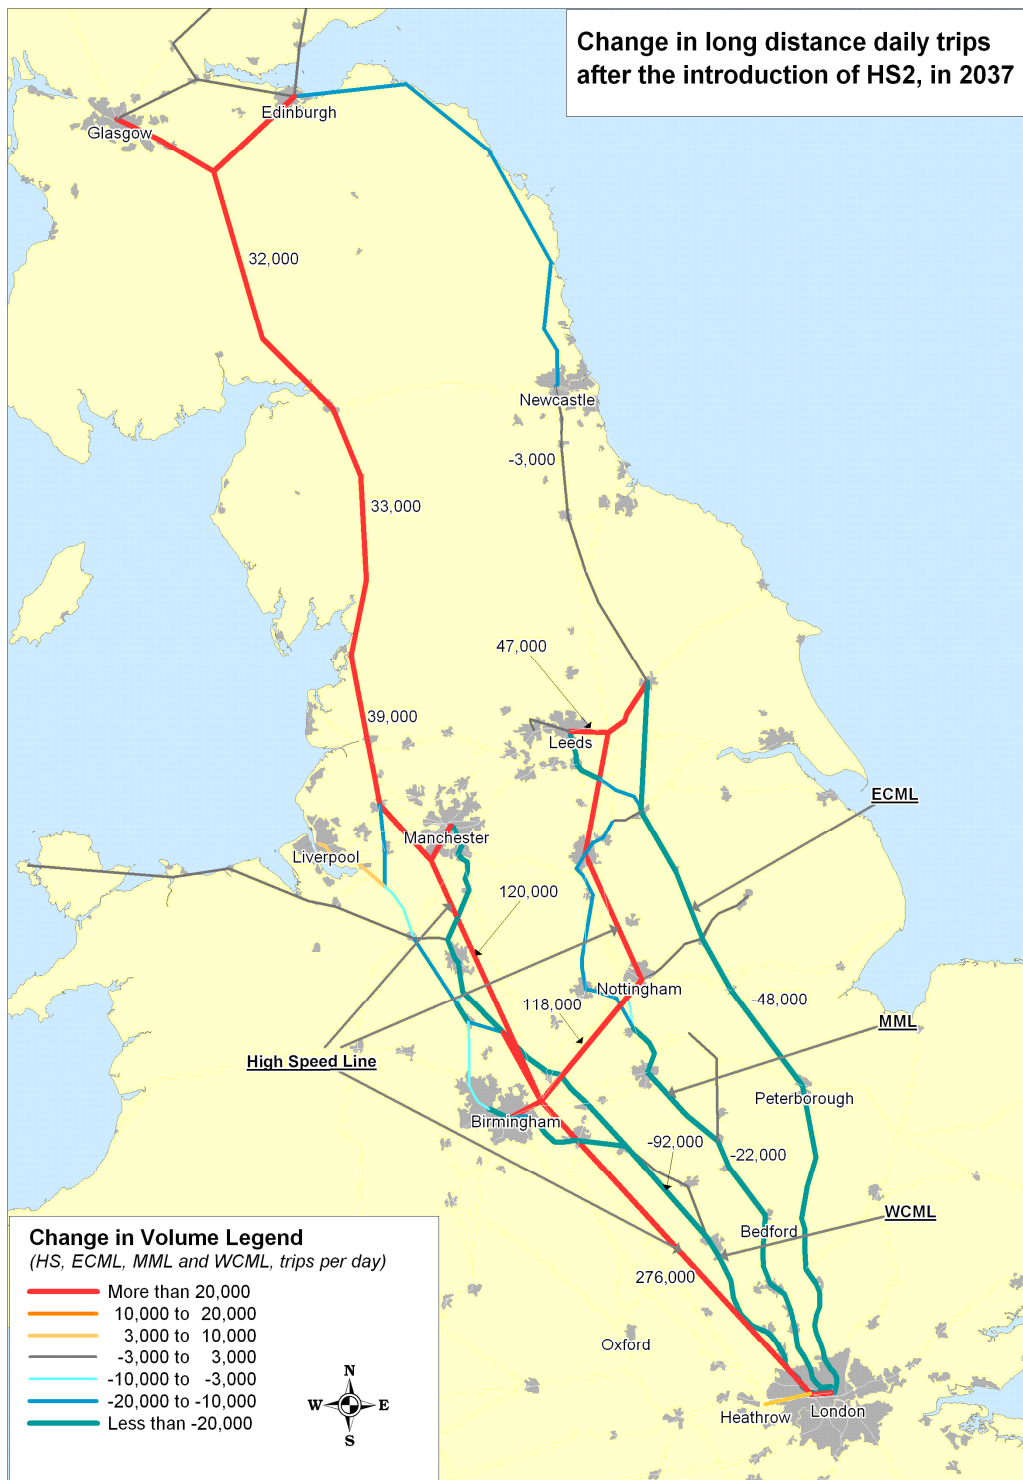 Change in long distance daily trips
after the introduction of HS2, in 2037
Edinburgh
Glasgow
32,000
Newcastle
-3,000
33,000
47,000
39,000
Leeds
ECML
Manchester
Liverpool
120,000
Nottingham
118,000
-48,000
MML
High Speed Line
Peterborough
Birmingham
-92,000
-22,000
WCML
Bedford
276,000
Oxford
Heathrow
London
Change in Volume Legend
(HS, ECML, MML and WCML, trips per day)
More than 20,000
10,000 to 20,000
3,000 to 10,000
-3,000 to 3,000
-10,000 to -3,000
-20,000 to -10,000
Less than -20,000
N
W E
S